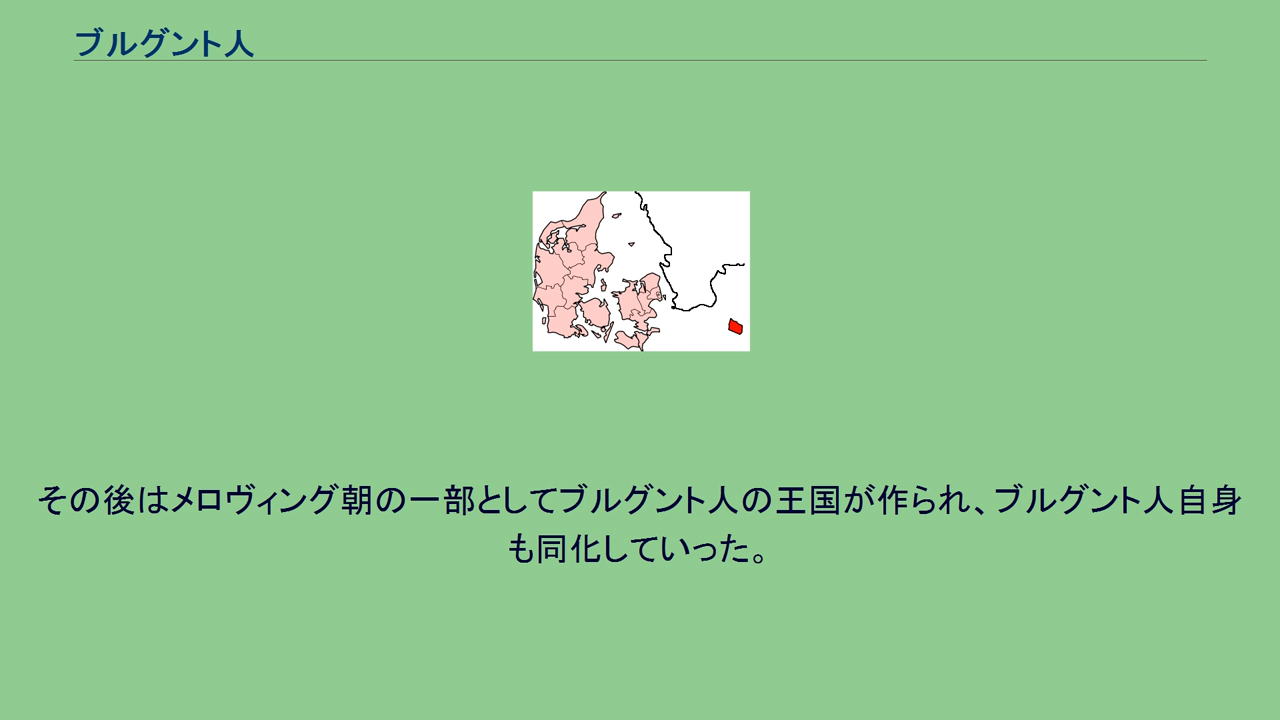 ブルグント人
その後はメロヴィング朝の一部としてブルグント人の王国が作られ、ブルグント人自身
も同化していった。